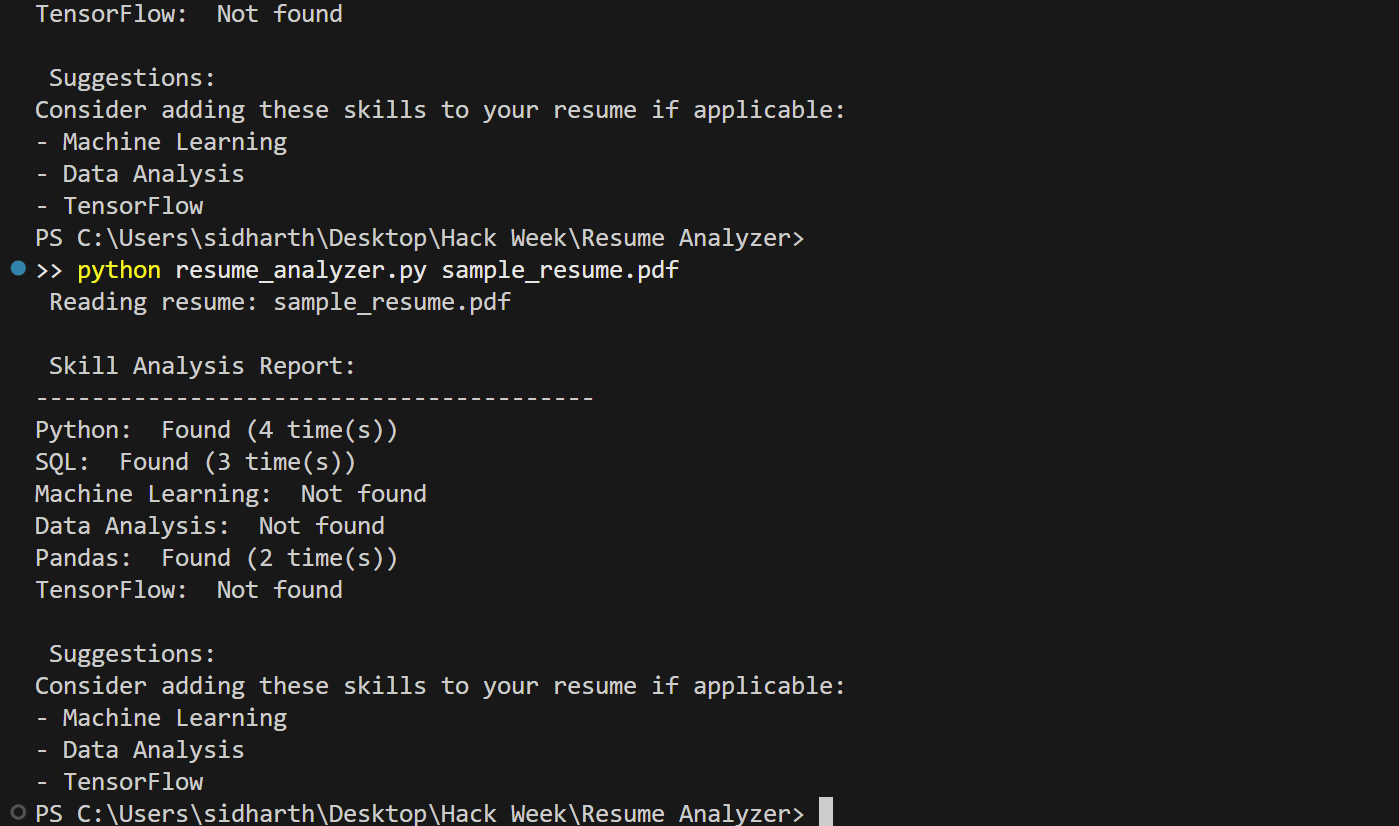 TensorFlow:  Not found
Suggestions:
Consider adding these skills to your resume if applicable:
- Machine Learning
- Data Analysis
- TensorFlow
PS C:\Users\sidharth\Desktop\Hack Week\Resume Analyzer>
>> python resume_analyzer.py sample_resume.pdf
Reading resume: sample_resume.pdf
Skill Analysis Report:
----------------------------------------
Python:  Found (4 time(s))
SQL:  Found (3 time(s))
Machine Learning:  Not found
Data Analysis:  Not found
Pandas:  Found (2 time(s))
TensorFlow:  Not found
Suggestions:
Consider adding these skills to your resume if applicable:
- Machine Learning
- Data Analysis
- TensorFlow
PS C:\Users\sidharth\Desktop\Hack Week\Resume Analyzer>